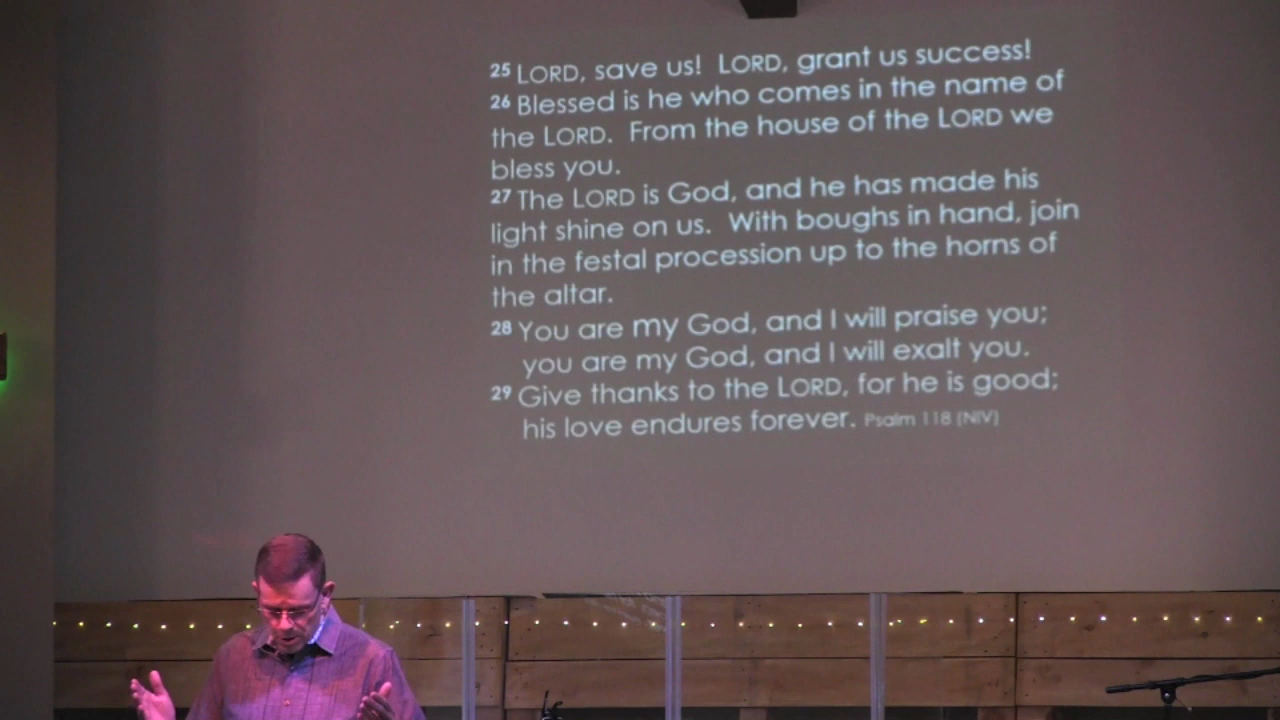 25 LORD, save us! LORD, grant us success!
26 Blessed is he who comes in the name of
the LORD. From the house of the LORD we
bless you.
27 The LORD is God, and he has made his
light shine on us. With boughs in hand, join
in the festal procession up to the horns of
the altar.
28 You are my God, and I will praise you;
you are my God, and I will exalt you.
29 Give thanks to the LORD, for he is good;
his love endures forever. Psalm 118 (NIV)